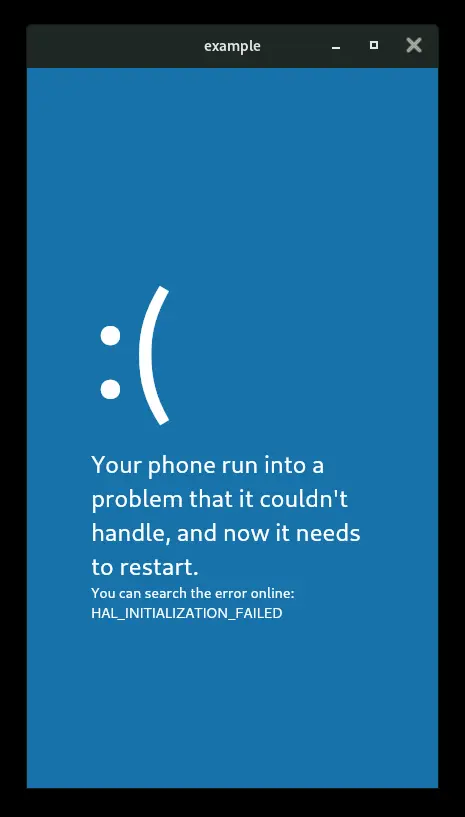 example
:(
Your phone run into a
problem that it couldn't
handle, and now it needs
to restart.
You can search the error online:
HAL_INITIALIZATION_FAILED